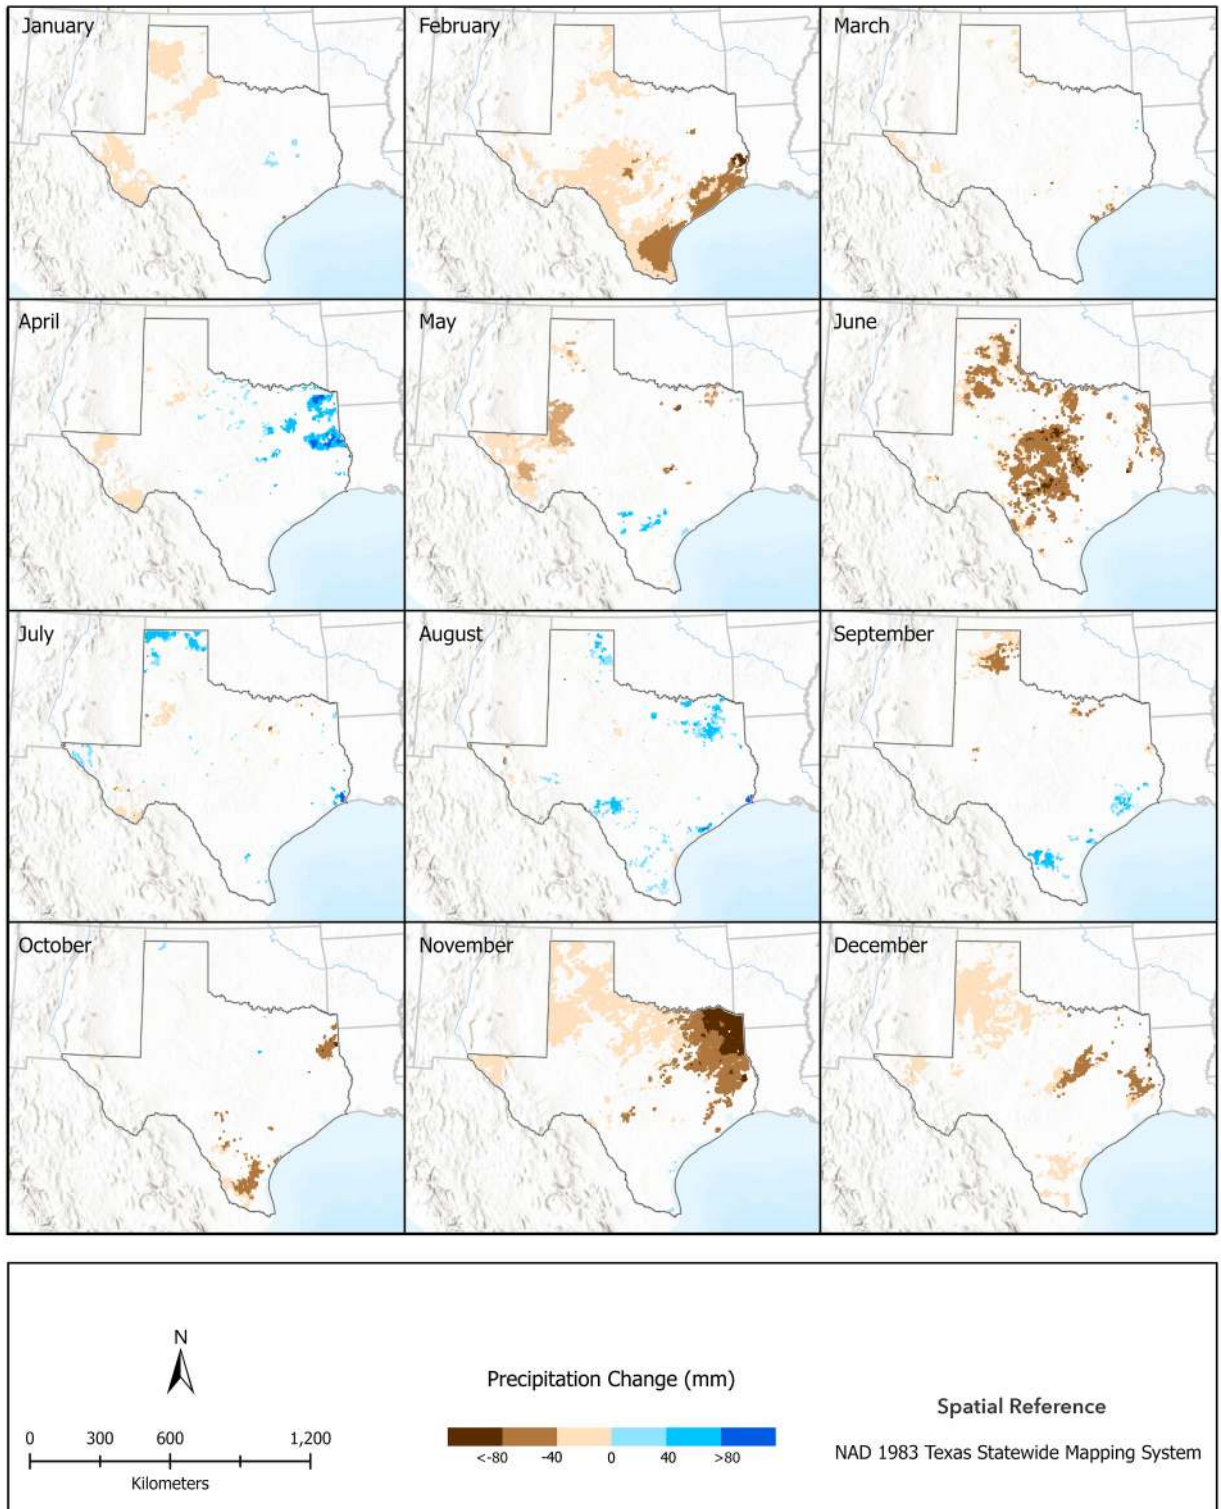 January
February
March
April
May
June
July
August
September
October
November
December
N
0 300 600 1,200
Kilometers
Precipitation Change (mm)
<-80 -40 0 40 >80
Spatial Reference
NAD 1983 Texas Statewide Mapping System